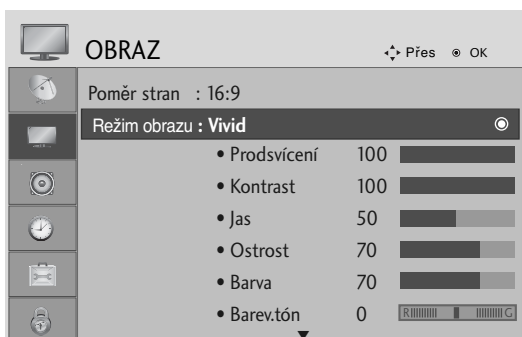 OBRAZ Přes OK
Poměr stran : 16:9
Režim obrazu : Vivid
• Prodsvícení 100
• Kontrast 100
• Jas 50
• Ostrost 70
• Barva 70
• Barev.tón 0 R G